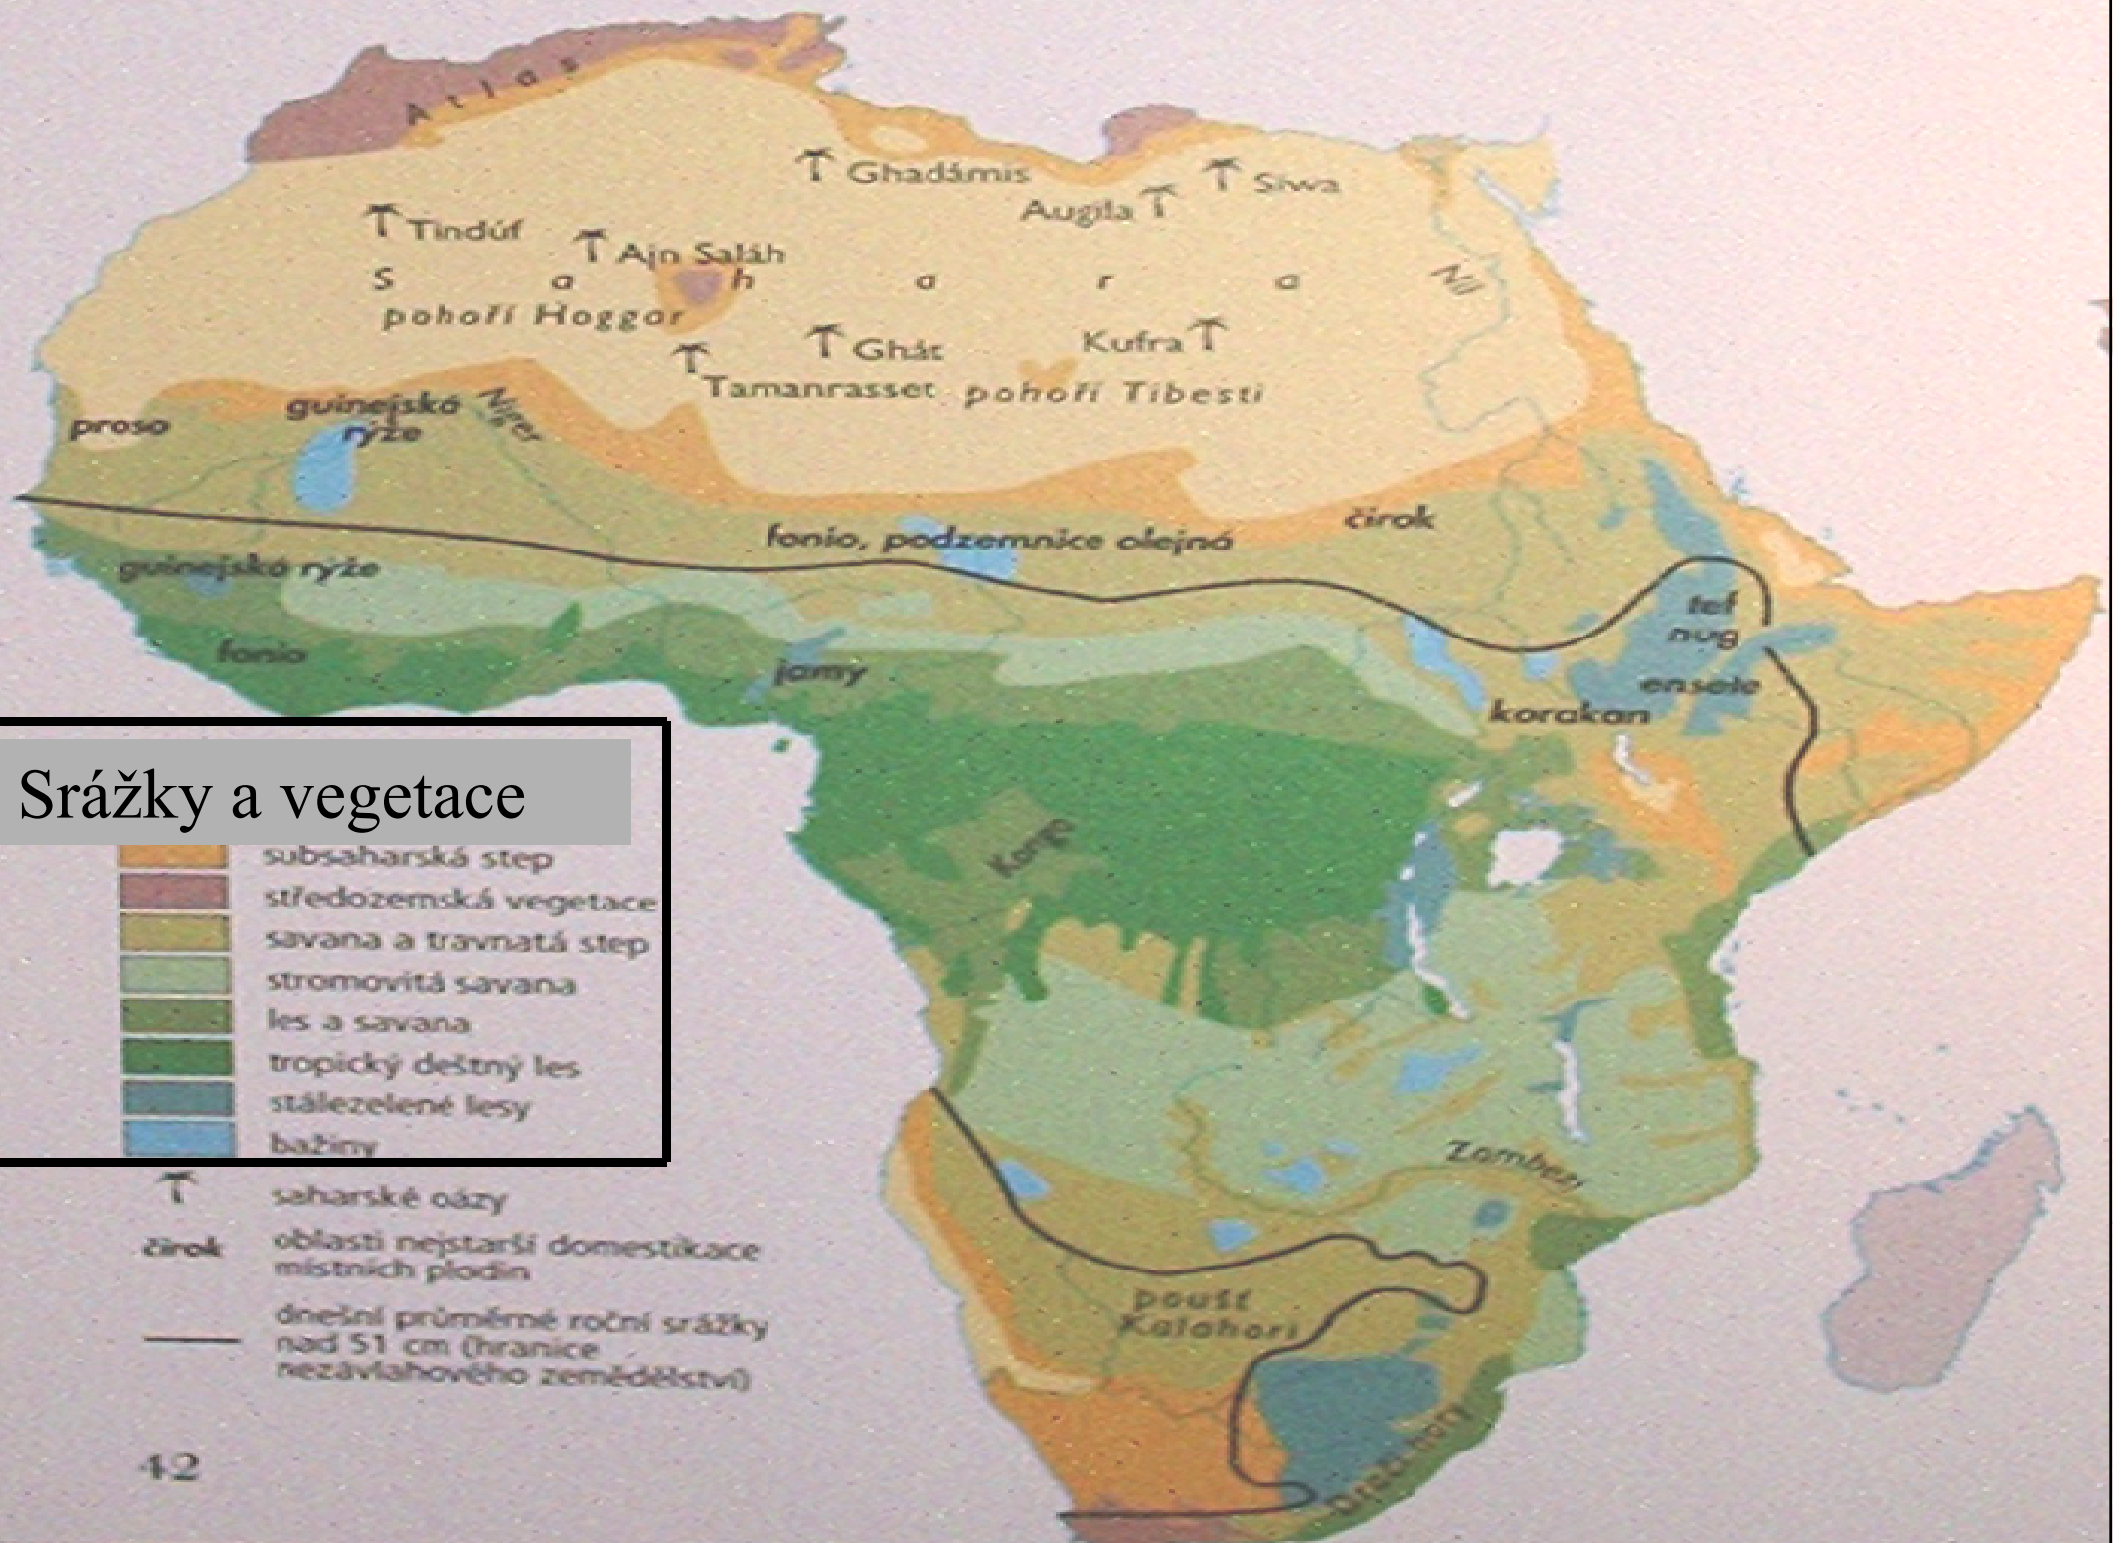 Atlas
Ghadámis
Siwa
Augila
Tindúf
Ajn Saláh
Sahara
Nil
pohoří Hoggar
Ghát
Kufra
Tamanrasset
pohoří Tibesti
proso
guinejská
rýže
Niger
fonio, podzemnice olejná
čirok
guinejská rýže
tef
nug
fonio
jamy
ensete
korakan
Srážky a vegetace
Kongo
subsaharská step
středozemská vegetace
savana a travnatá step
stromovitá savana
les a savana
tropický deštný les
stálezelené lesy
bažiny
Zambezi
saharské oázy
čirok
oblasti nejstarší domestikace
místních plodin
poušť
Kalahari
dnešní průměrné roční srážky
nad 51 cm (hranice
nezávlahového zemědělství)
42